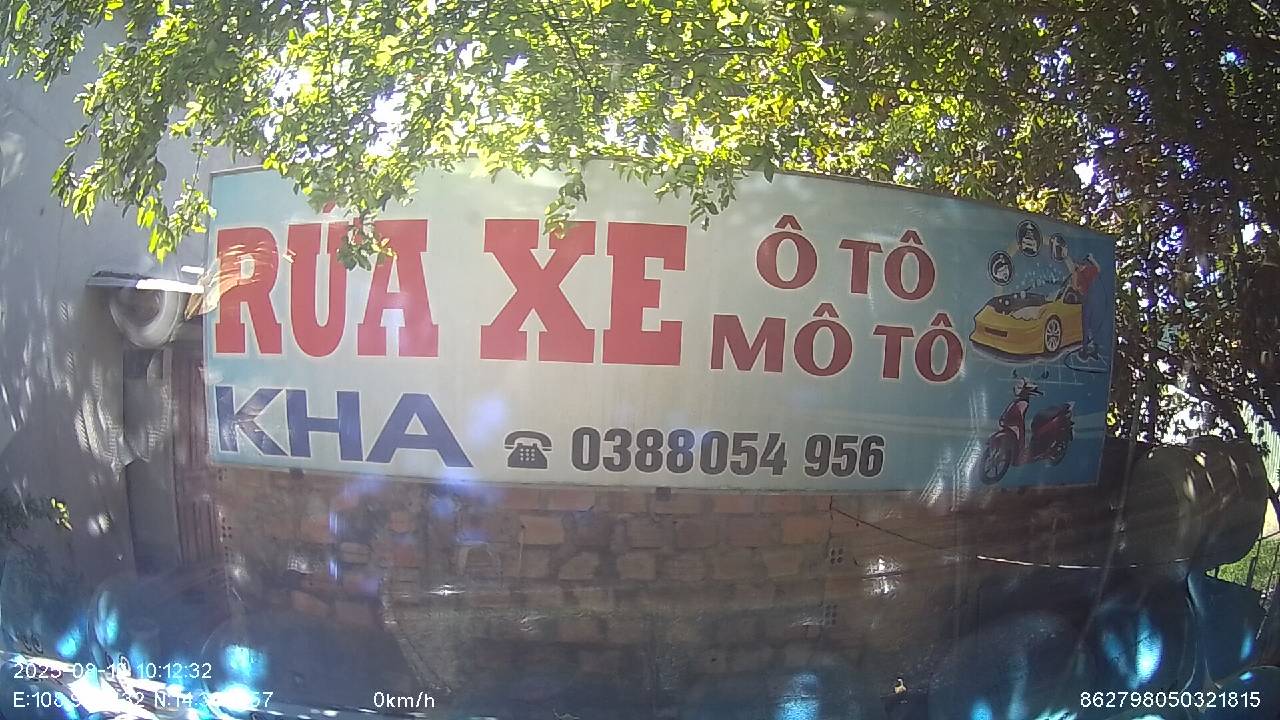 RỬA XE
Ô TÔ
MÔ TÔ
KHA
☎ 0388054 956
10:12:32
0km/h
862798050321815